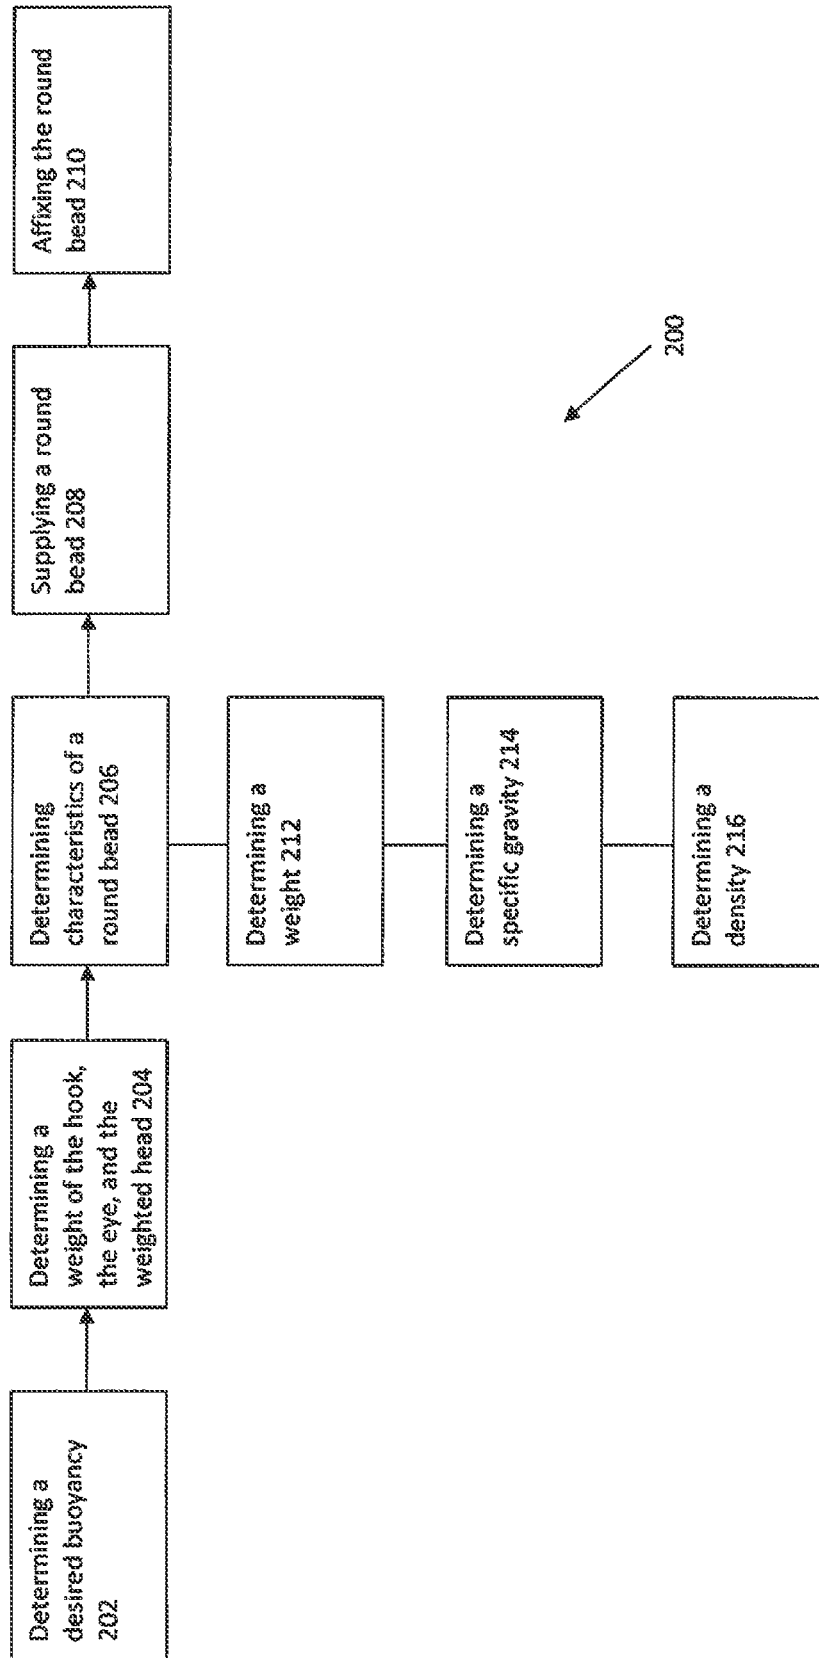 Determining a
desired buoyancy
202
Determining a
weight of the hook,
the eye, and the
weighted head 204
Determining
characteristics of a
round bead 206
Supplying a round
bead 208
Affixing the round
bead 210
Determining a
weight 212
Determining a
specific gravity 214
Determining a
density 216
200